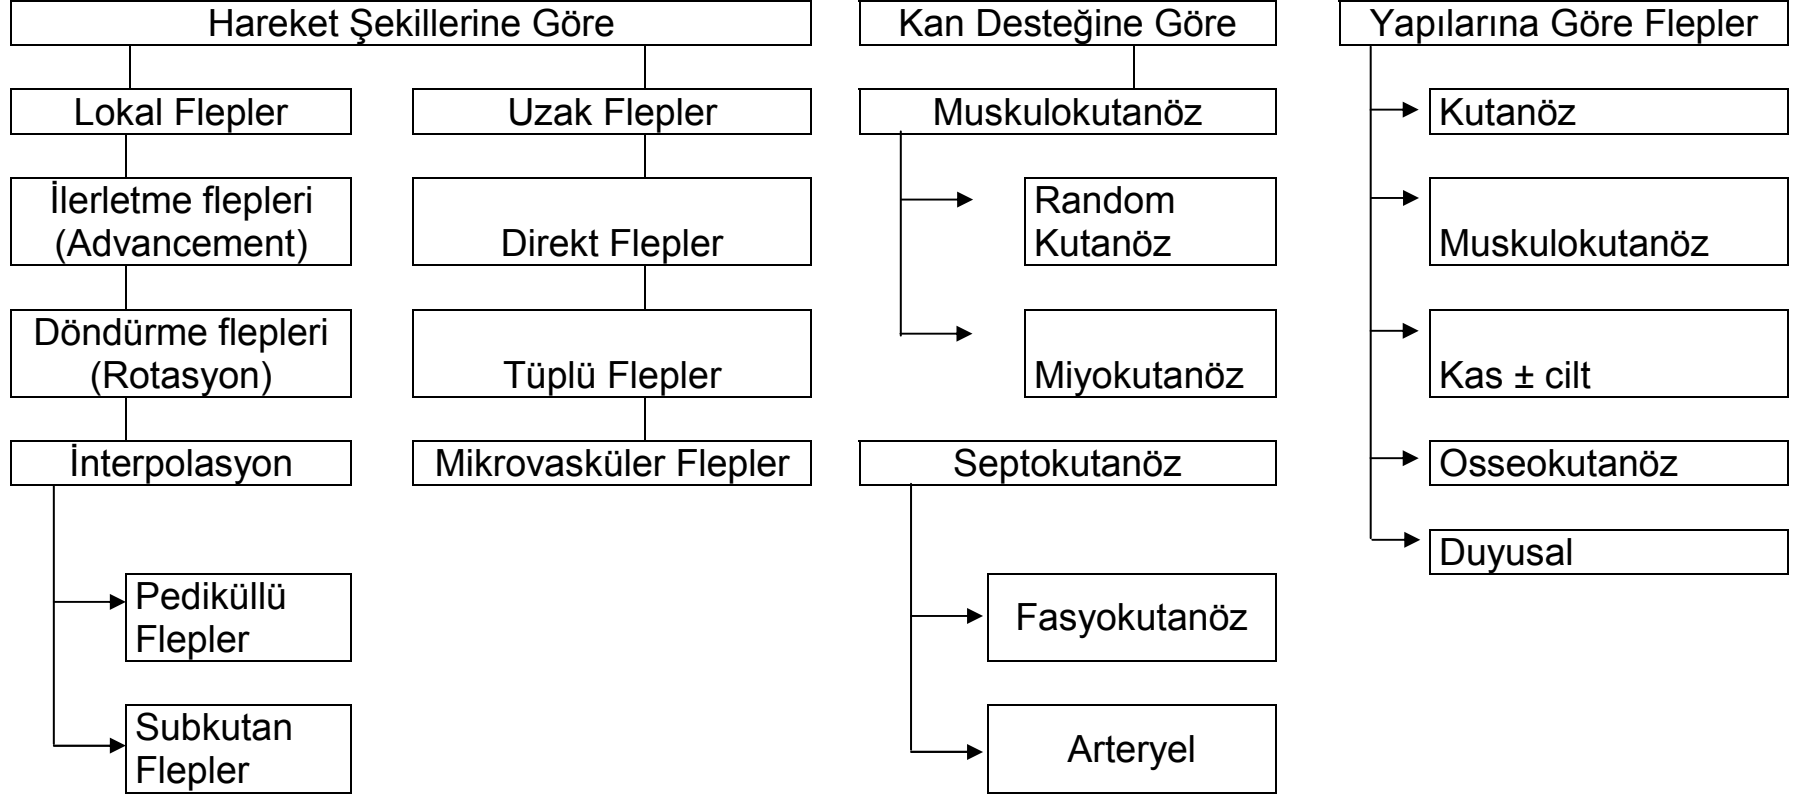 Hareket Şekillerine Göre
Lokal Flepler
İlerletme flepleri
(Advancement)
Döndürme flepleri
(Rotasyon)
İnterpolasyon
Pediküllü
Flepler
Subkutan
Flepler
Uzak Flepler
Direkt Flepler
Tüplü Flepler
Mikrovasküler Flepler
Kan Desteğine Göre
Muskulokutanöz
Random
Kutanöz
Miyokutanöz
Septokutanöz
Fasyokutanöz
Arteryel
Yapılarına Göre Flepler
Kutanöz
Muskulokutanöz
Kas ± cilt
Osseokutanöz
Duyusal